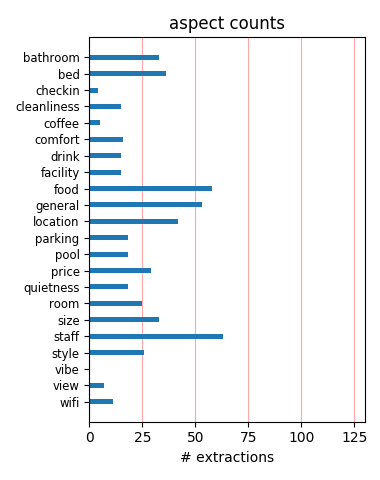 aspect counts
bathroom
bed
checkin
cleanliness
coffee
comfort
drink
facility
food
general
location
parking
pool
price
quietness
room
size
staff
style
vibe
view
wifi
0 25 50 75 100 125
# extractions